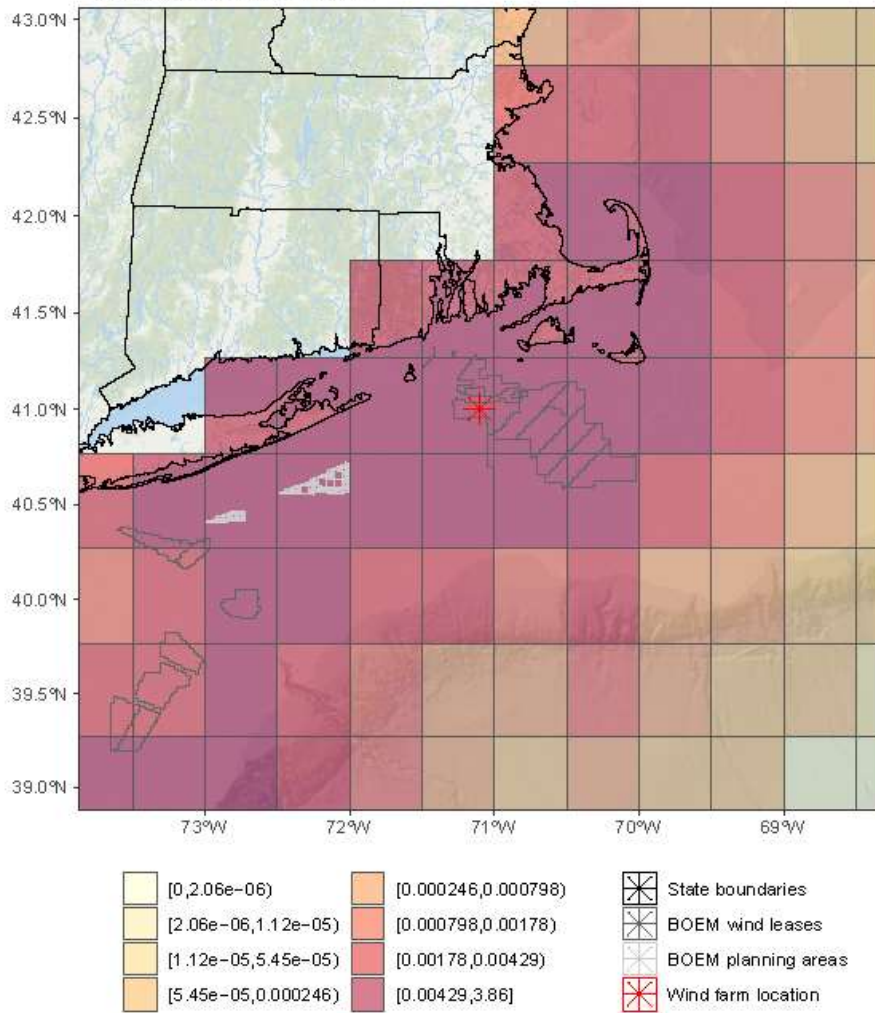 43.0°N
42.5°N
42.0°N
41.5°N
41.0°N
40.5°N
40.0°N
39.5°N
39.0°N
73°W 72°W 71°W 70°W 69°W
[0,2.06e−06) [0.000246,0.000798) State boundaries
[2.06e−06,1.12e−05) [0.000798,0.00178) BOEM wind leases
[1.12e−05,5.45e−05) [0.00178,0.00429) BOEM planning areas
[5.45e−05,0.000246) [0.00429,3.86] Wind farm location